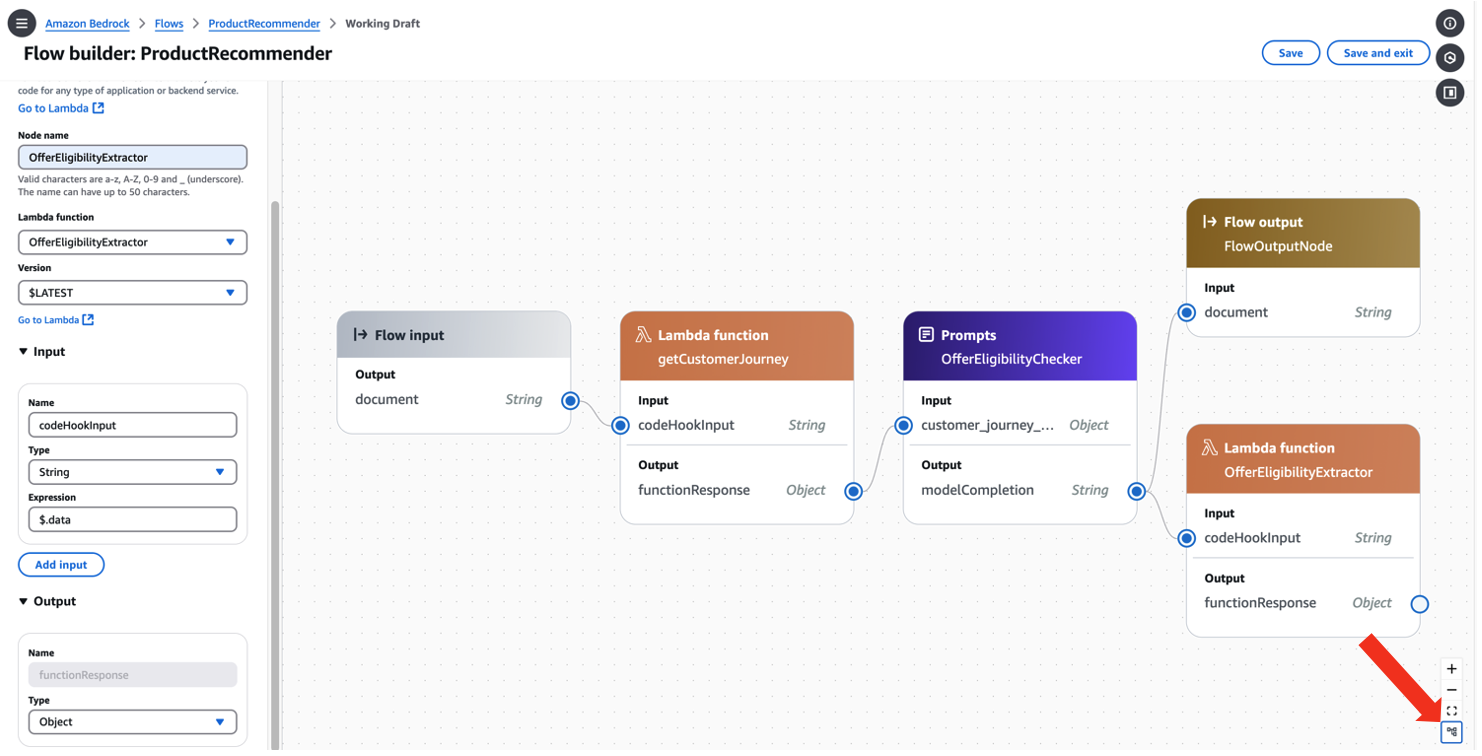 Amazon Bedrock > Flows > ProductRecommender > Working Draft
Flow builder: ProductRecommender
Save
Save and exit
code for any type of application or backend service.
Go to Lambda
Node name
OfferEligibilityExtractor
Valid characters are a-z, A-Z, 0-9 and _ (underscore).
The name can have up to 50 characters.
Lambda function
OfferEligibilityExtractor
Version
$LATEST
Go to Lambda
Input
Name
codeHookInput
Type
String
Expression
$.data
Add input
Output
Name
functionResponse
Type
Object
Flow input
Output
document String
Lambda function
getCustomerJourney
Input
codeHookInput String
Output
functionResponse Object
Prompts
OfferEligibilityChecker
Input
customer_journey_... Object
Output
modelCompletion String
Flow output
FlowOutputNode
Input
document String
Lambda function
OfferEligibilityExtractor
Input
codeHookInput String
Output
functionResponse Object